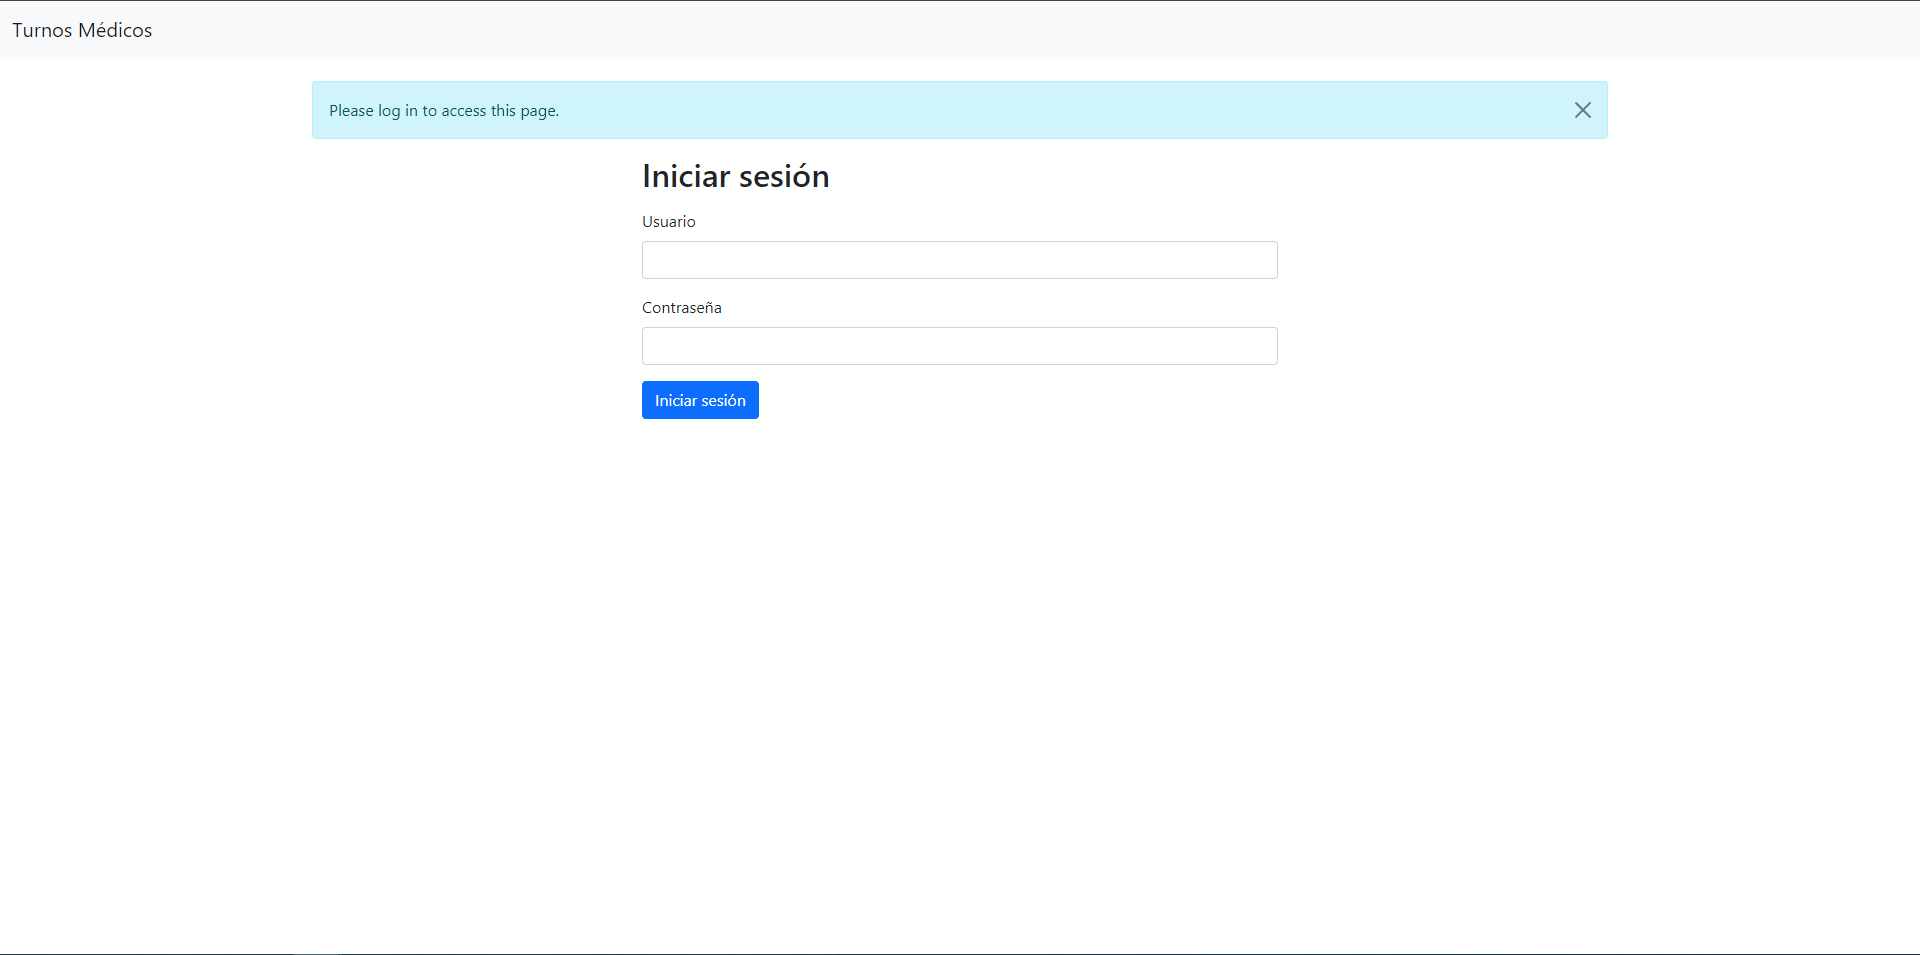 Turnos Médicos
Please log in to access this page.
Iniciar sesión
Usuario
Contraseña
Iniciar sesión